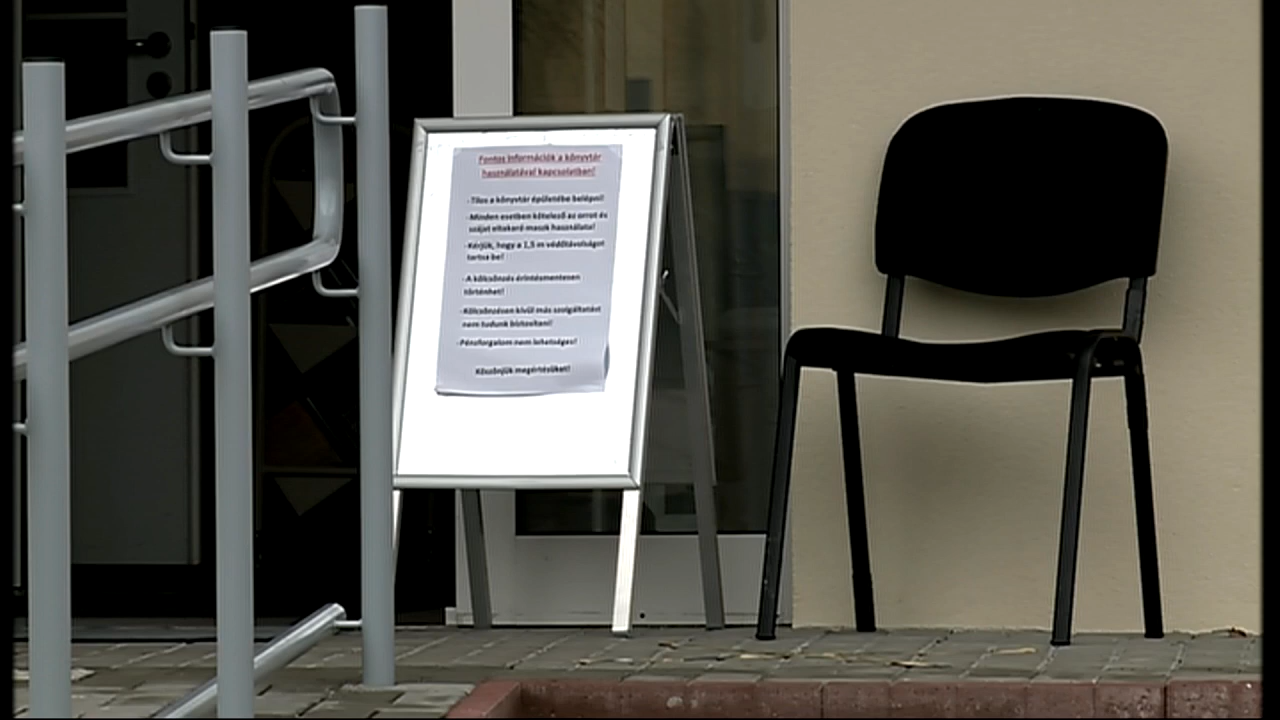 Fontos információk a könyvtár
használatával kapcsolatban!
- Tilos a könyvtár épületébe belépni!
- Minden esetben kötelező az orrot és
szájat eltakaró maszk használata!
- Kérjük, hogy a 1,5 m védőtávolságot
tartsa be!
- A kölcsönzés érintésmentesen
történhet!
- Kölcsönzésen kívül más szolgáltatást
nem tudunk biztosítani!
- Pénzforgalom nem lehetséges!
Köszönjük megértésüket!